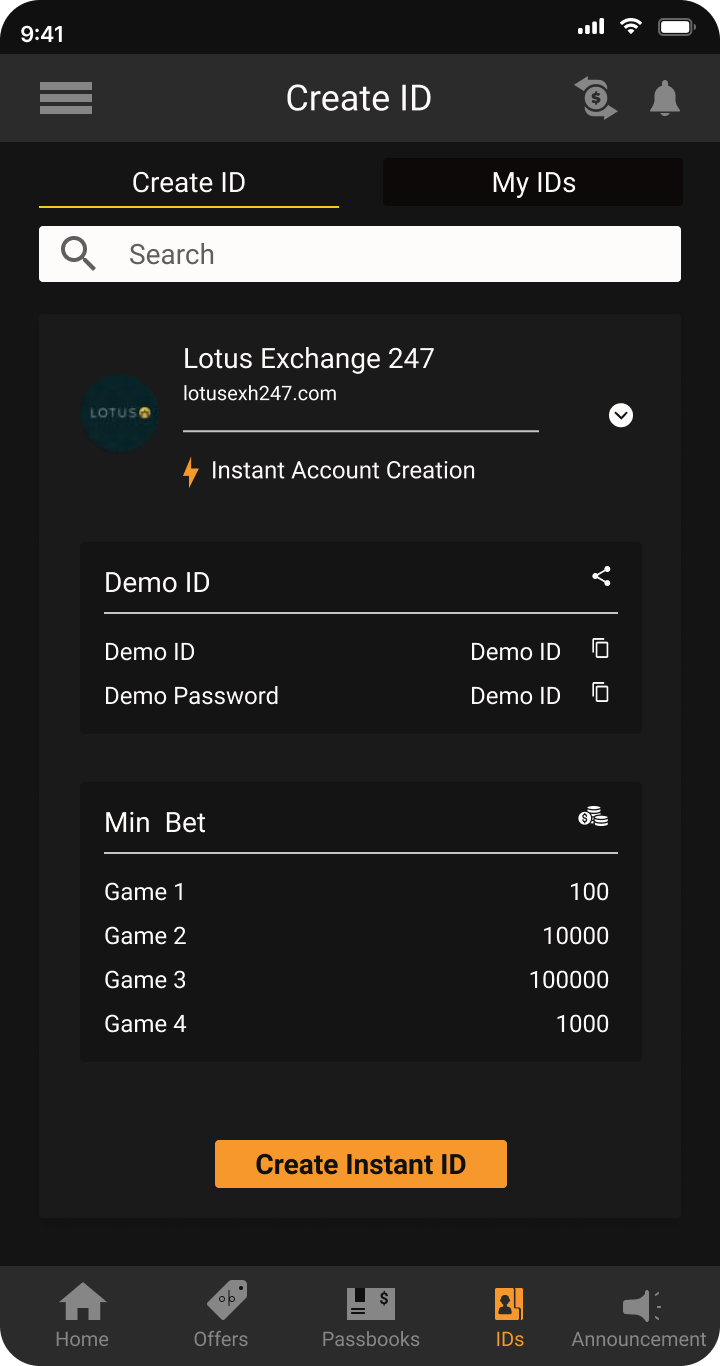 9:41
Create ID
Create ID
My IDs
Search
Lotus Exchange 247
lotusexh247.com
LOTUS
Instant Account Creation
Demo ID
Demo ID Demo ID
Demo Password Demo ID
Min Bet
Game 1 100
Game 2 10000
Game 3 100000
Game 4 1000
Create Instant ID
Home
Offers
Passbooks
IDs
Announcement